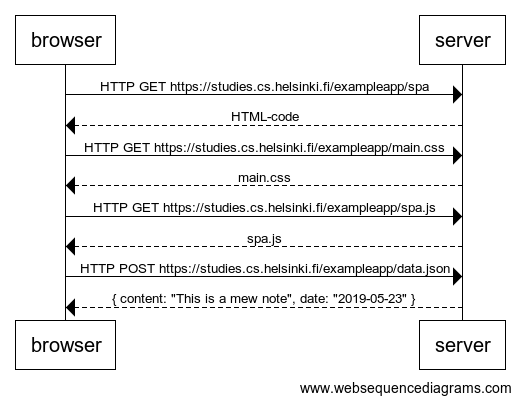 browser server
HTTP GET https://studies.cs.helsinki.fi/exampleapp/spa
HTML-code
HTTP GET https://studies.cs.helsinki.fi/exampleapp/main.css
main.css
HTTP GET https://studies.cs.helsinki.fi/exampleapp/spa.js
spa.js
HTTP POST https://studies.cs.helsinki.fi/exampleapp/data.json
{ content: "This is a mew note", date: "2019-05-23" }
browser server
www.websequencediagrams.com